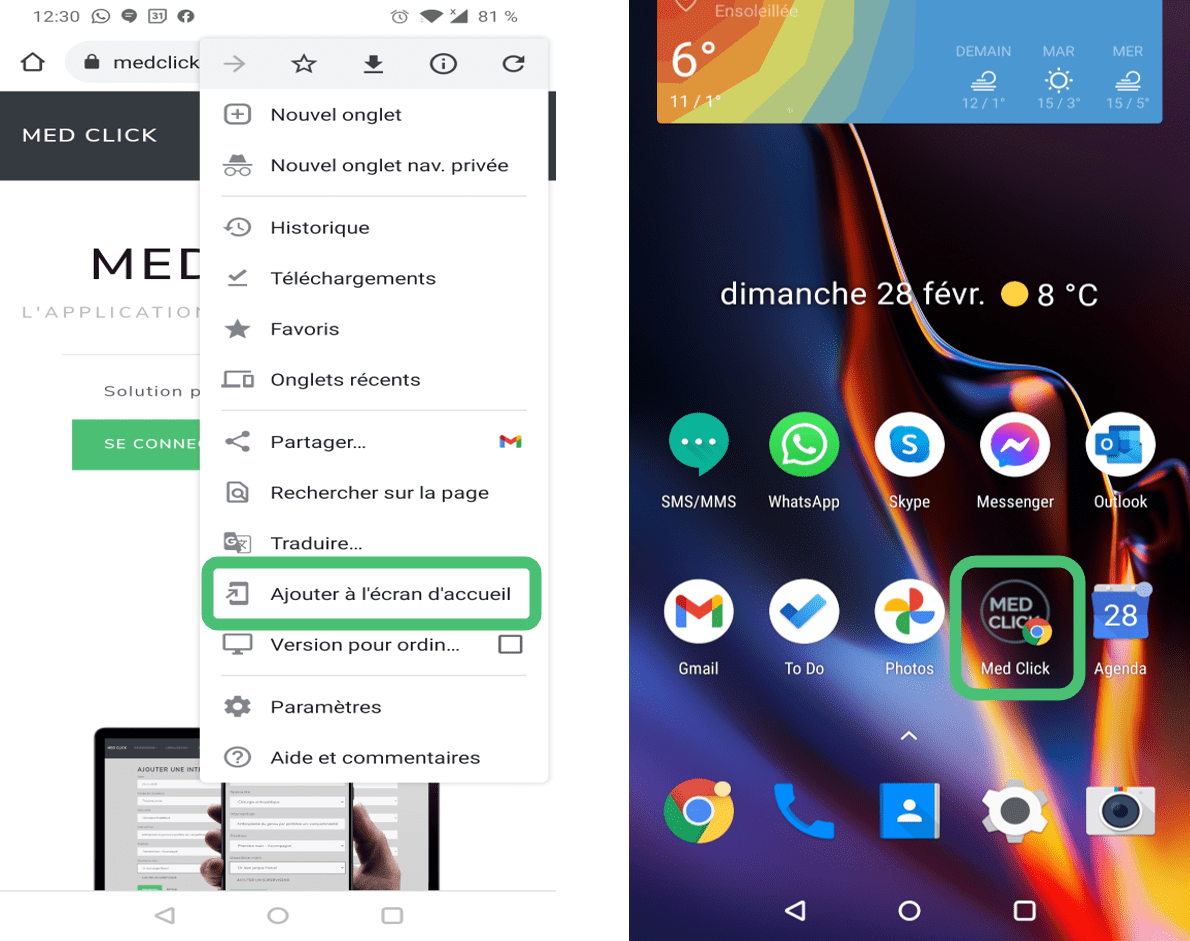 12:30
31
81 %
medclick
MED CLICK
Nouvel onglet
Nouvel onglet nav. privée
Historique
MED
Téléchargements
L'APPLICATION
Favoris
Onglets récents
Solution p
SE CONNEC
Partager...
Rechercher sur la page
Traduire...
Ajouter à l'écran d'accueil
Version pour ordin...
Paramètres
Aide et commentaires
MED CLICK
AJOUTER UNE INTE
Ensoleillée
6°
11 / 1°
DEMAIN MAR MER
12 / 1° 15 / 3° 15 / 5°
dimanche 28 févr. 8 °C
SMS/MMS WhatsApp Skype Messenger Outlook
MED
CLICK
28
Gmail To Do Photos Med Click Agenda